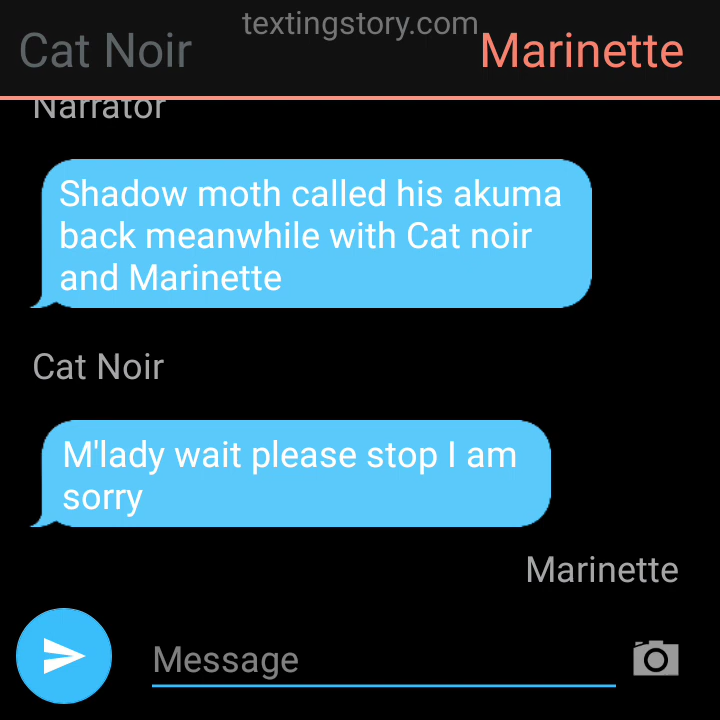 textingstory.com
Cat Noir
Marinette
Narrator
Shadow moth called his akuma
back meanwhile with Cat noir
and Marinette
Cat Noir
M'lady wait please stop I am
sorry
Marinette
Message